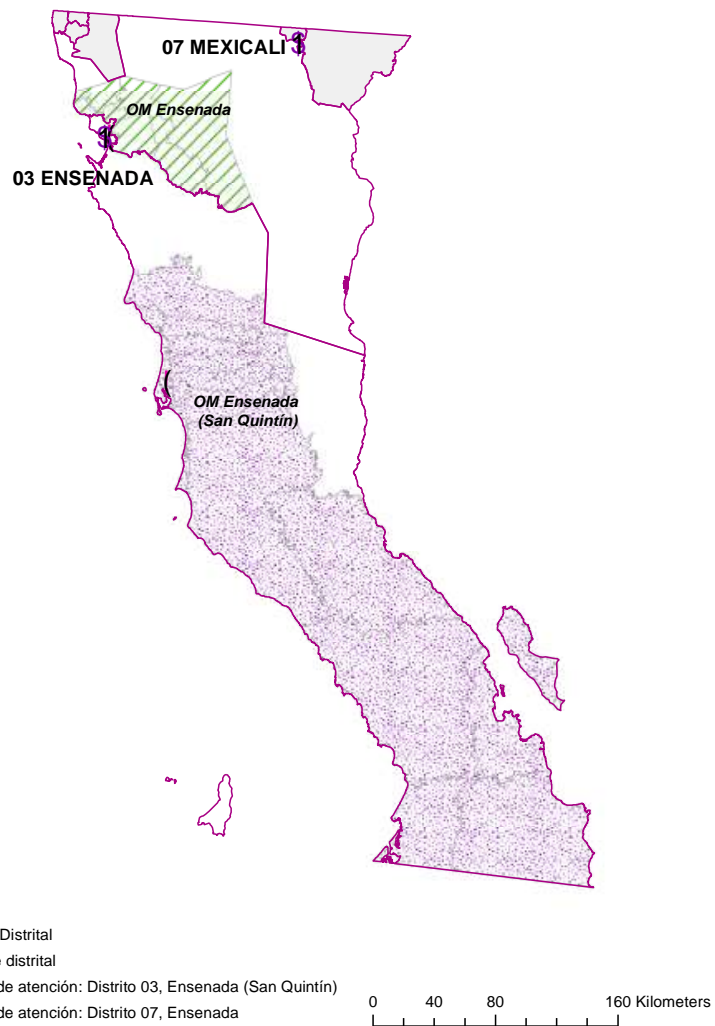 07 MEXICALI
OM Ensenada
03 ENSENADA
OM Ensenada
(San Quintín)
Distrital
distrital
de atención: Distrito 03, Ensenada (San Quintín)
de atención: Distrito 07, Ensenada
0 40 80 160 Kilometers